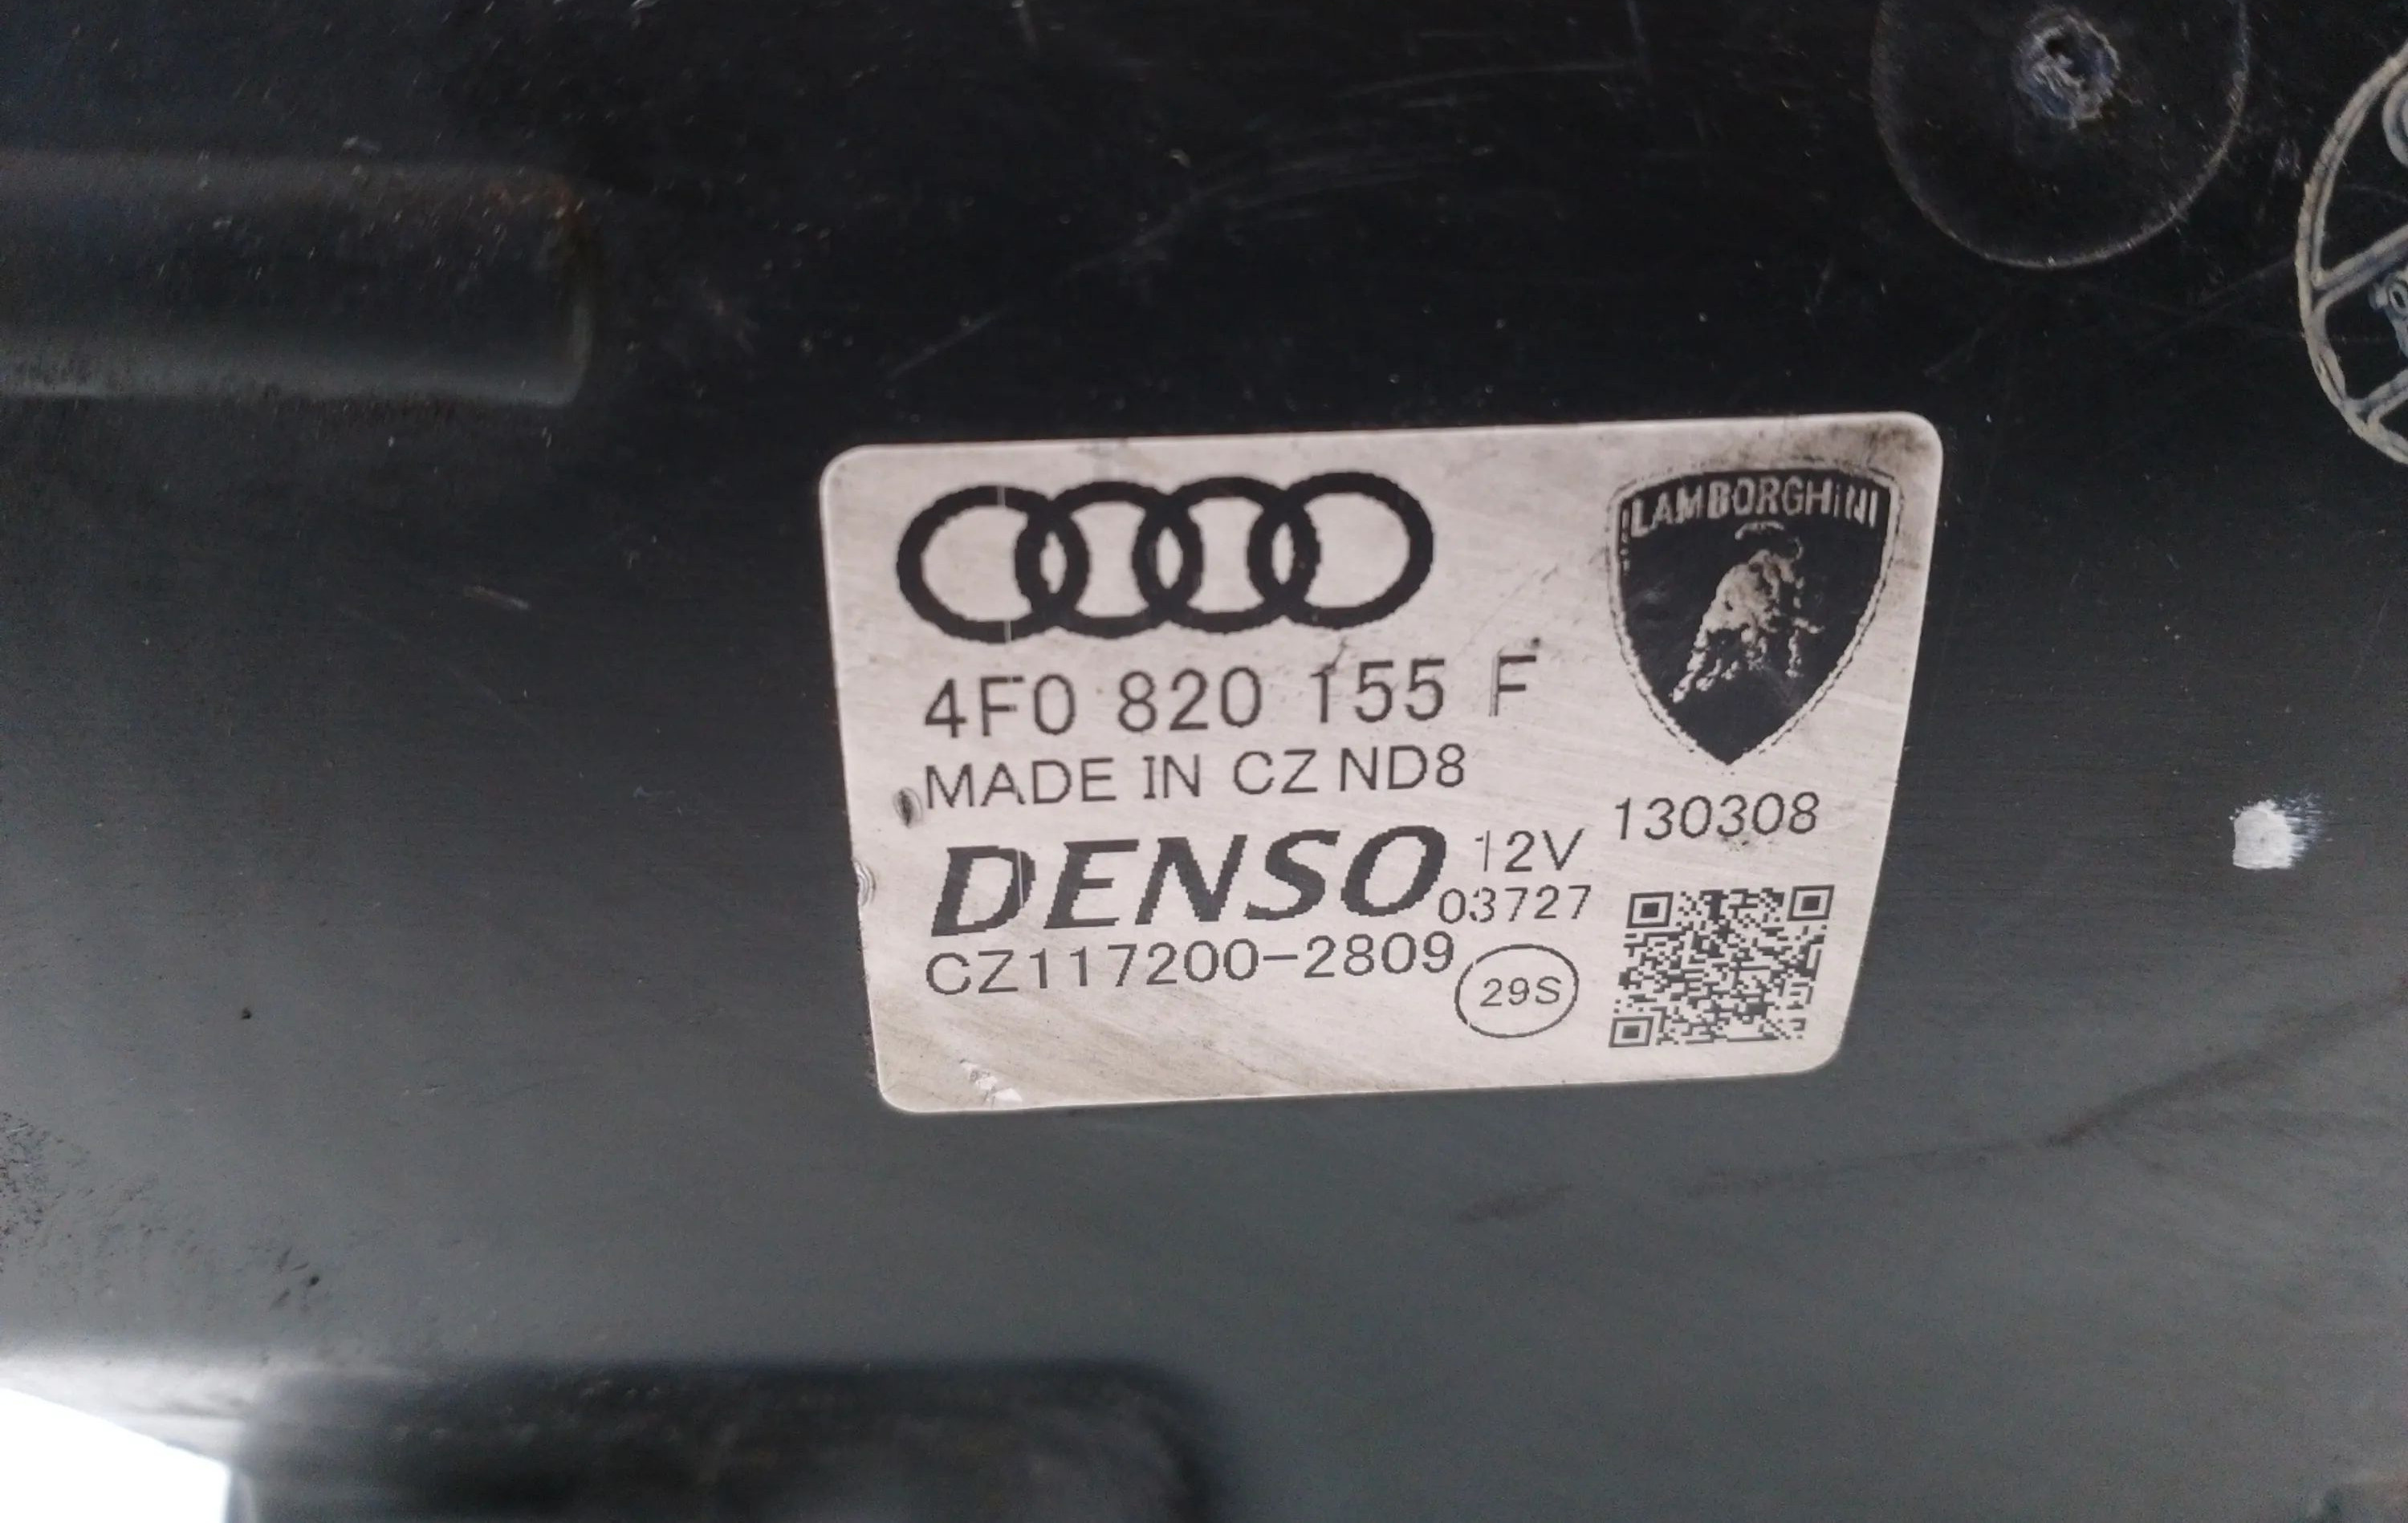 LAMBORGHINI
4F0 820 155 F
MADE IN CZ ND8
130308
DENSO 12V
03727
CZ117200-2809
29S